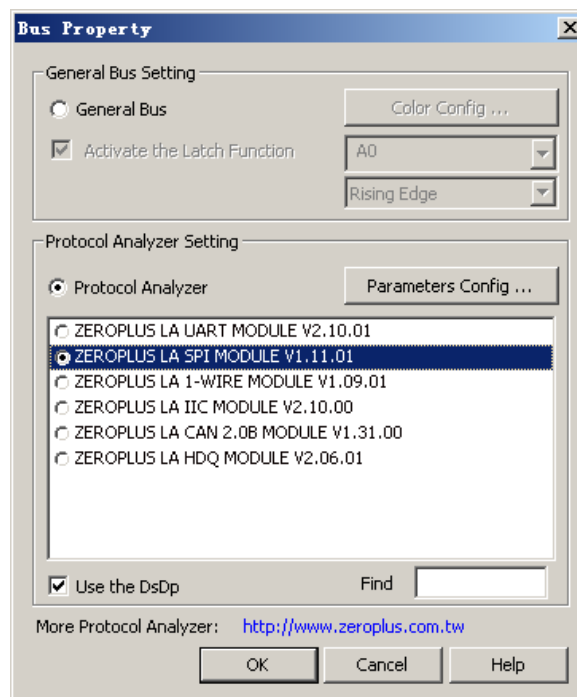 Bus Property
General Bus Setting
General Bus
Color Config ...
Activate the Latch Function
A0
Rising Edge
Protocol Analyzer Setting
Protocol Analyzer
Parameters Config ...
ZEROPLUS LA UART MODULE V2.10.01
ZEROPLUS LA SPI MODULE V1.11.01
ZEROPLUS LA 1-WIRE MODULE V1.09.01
ZEROPLUS LA IIC MODULE V2.10.00
ZEROPLUS LA CAN 2.0B MODULE V1.31.00
ZEROPLUS LA HDQ MODULE V2.06.01
Use the DsDp
Find
More Protocol Analyzer: http://www.zeroplus.com.tw
OK Cancel Help